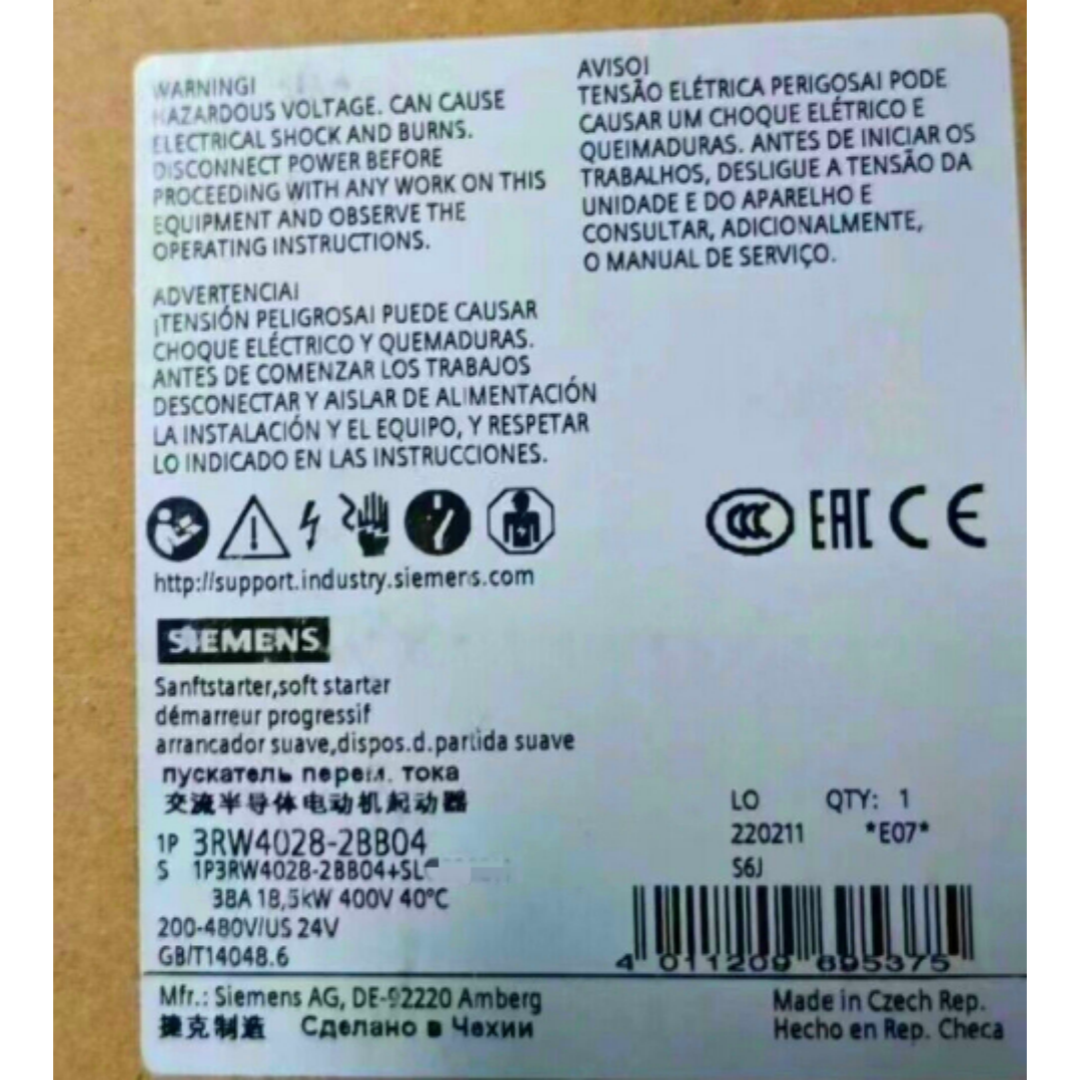 WARNING!
HAZARDOUS VOLTAGE. CAN CAUSE
ELECTRICAL SHOCK AND BURNS.
DISCONNECT POWER BEFORE
PROCEEDING WITH ANY WORK ON THIS
EQUIPMENT AND OBSERVE THE
OPERATING INSTRUCTIONS.
AVISO!
TENSÃO ELÉTRICA PERIGOSA! PODE
CAUSAR UM CHOQUE ELÉTRICO E
QUEIMADURAS. ANTES DE INICIAR OS
TRABALHOS, DESLIGUE A TENSÃO DA
UNIDADE E DO APARELHO E
CONSULTAR, ADICIONALMENTE,
O MANUAL DE SERVIÇO.
ADVERTENCIA!
¡TENSIÓN PELIGROSA! PUEDE CAUSAR
CHOQUE ELÉCTRICO Y QUEMADURAS.
ANTES DE COMENZAR LOS TRABAJOS
DESCONECTAR Y AISLAR DE ALIMENTACIÓN
LA INSTALACIÓN Y EL EQUIPO, Y RESPETAR
LO INDICADO EN LAS INSTRUCCIONES.
CCC EAC CE
http://support.industry.siemens.com
SIEMENS
Sanftstarter,soft starter
démarreur progressif
arrancador suave,dispos.d.partida suave
пускатель перем. тока
交流半导体电动机起动器
1P 3RW4028-2BB04
S 1P3RW4028-2BB04+SL
38A 18,5kW 400V 40°C
200-480V/US 24V
GB/T14048.6
LO QTY: 1
220211 *E07*
S6J
4 011209 695375
Mfr.: Siemens AG, DE-92220 Amberg
捷克制造 Сделано в Чехии
Made in Czech Rep.
Hecho en Rep. Checa